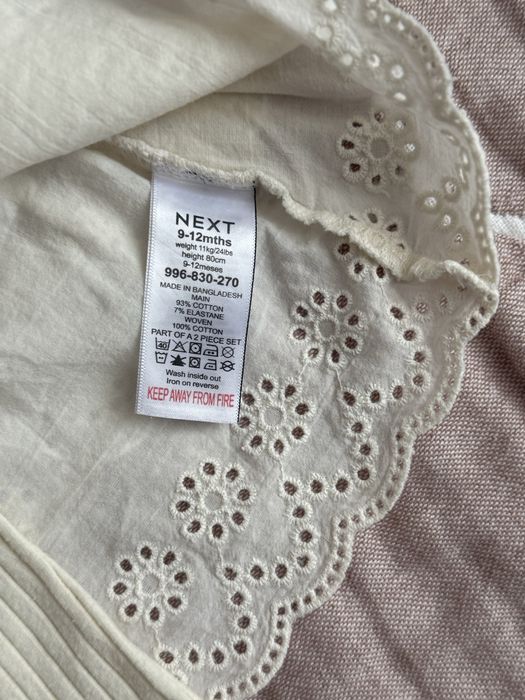 NEXT
9-12mths
weight 11kg/24lbs
height 80cm
9-12meses
996-830-270
MADE IN BANGLADESH
MAIN
93% COTTON
7% ELASTANE
WOVEN
100% COTTON
PART OF A 2 PIECE SET
40
Wash inside out
Iron on reverse
KEEP AWAY FROM FIRE